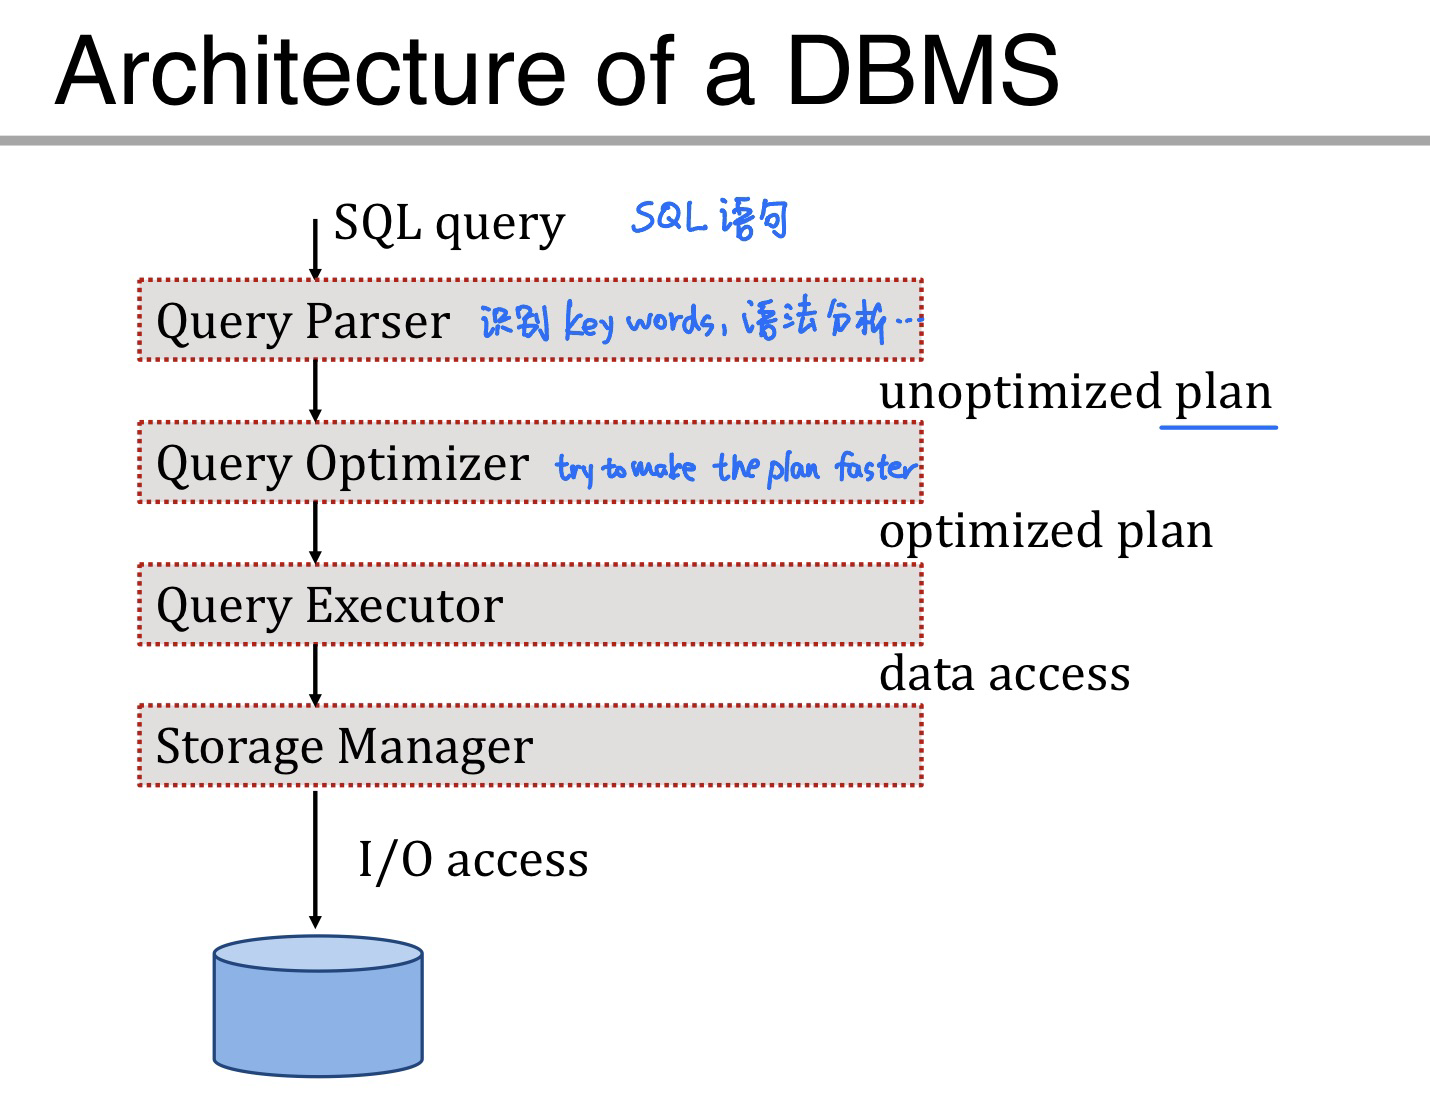 Architecture of a DBMS
SQL query SQL 语句
Query Parser 识别 key words, 语法分析…
unoptimized plan
Query Optimizer try to make the plan faster
optimized plan
Query Executor
data access
Storage Manager
I/O access